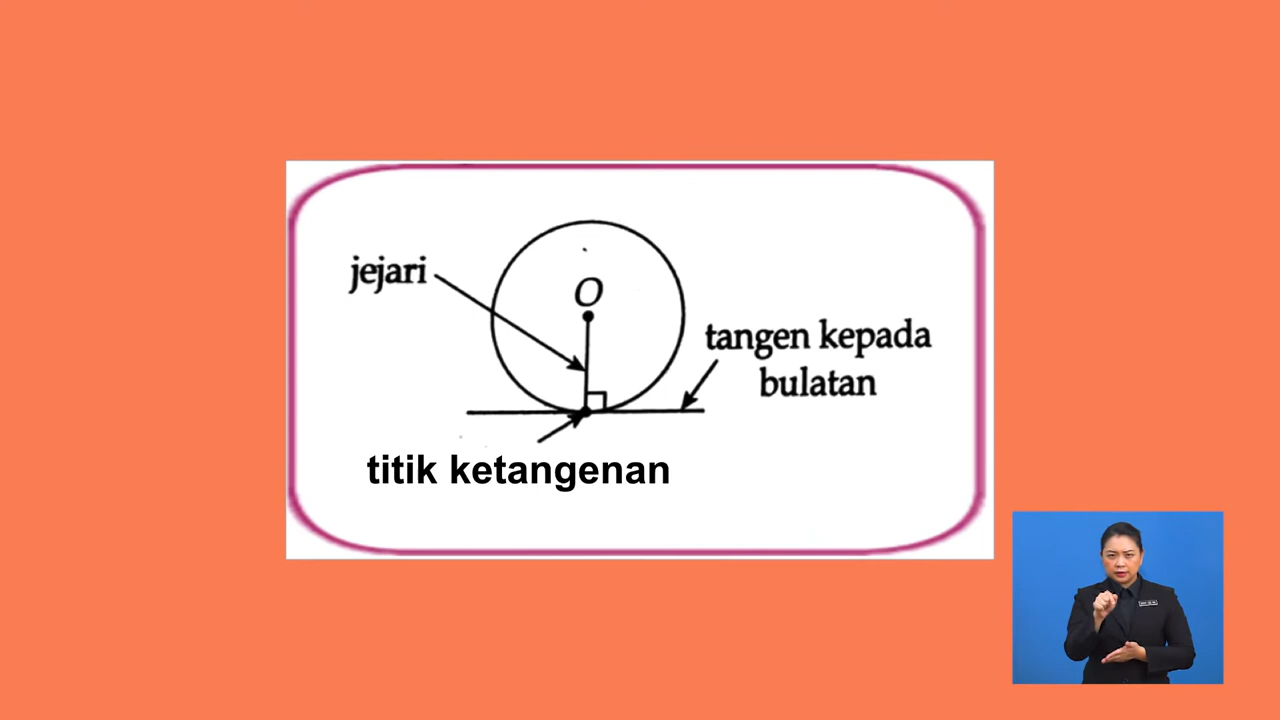 jejari
O
tangen kepada
bulatan
titik ketangenan